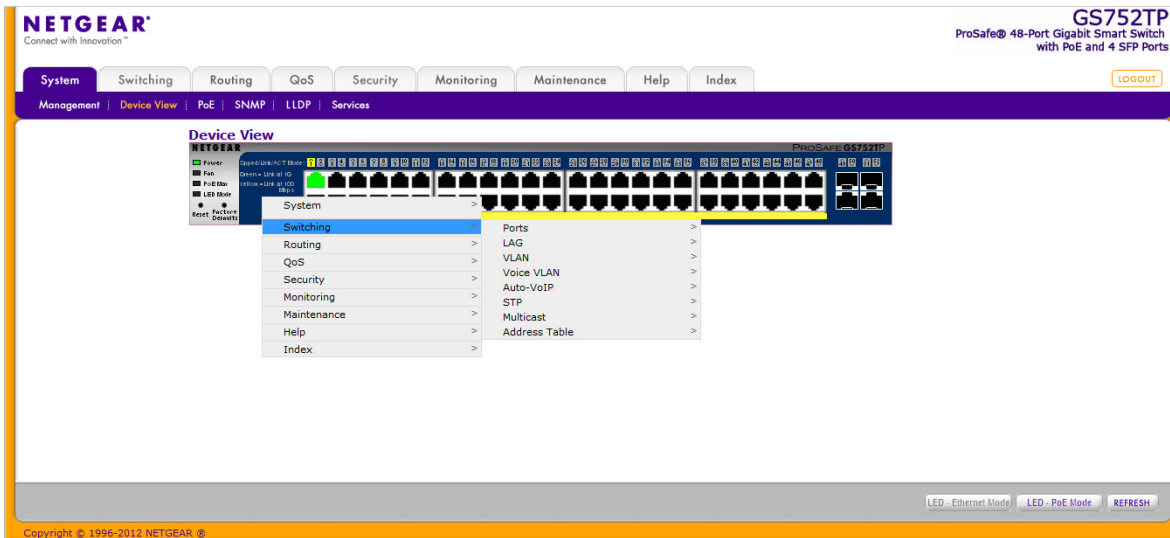 NETGEAR®
Connect with Innovation™
GS752TP
ProSafe® 48-Port Gigabit Smart Switch
with PoE and 4 SFP Ports
System Switching Routing QoS Security Monitoring Maintenance Help Index
LOGOUT
Management Device View PoE SNMP LLDP Services
Device View
NETGEAR
PROSAFE GS752TP
Power
Fan
PoE Max
LED Mode
Green = Link at 1G
Yellow = Link at 100
Mbps
Reset Factory
Defaults
System >
Switching >
Routing >
QoS >
Security >
Monitoring >
Maintenance >
Help >
Index >
Ports >
LAG >
VLAN >
Voice VLAN >
Auto-VoIP >
STP >
Multicast >
Address Table >
LED - Ethernet Mode LED - PoE Mode REFRESH
Copyright © 1996-2012 NETGEAR ®